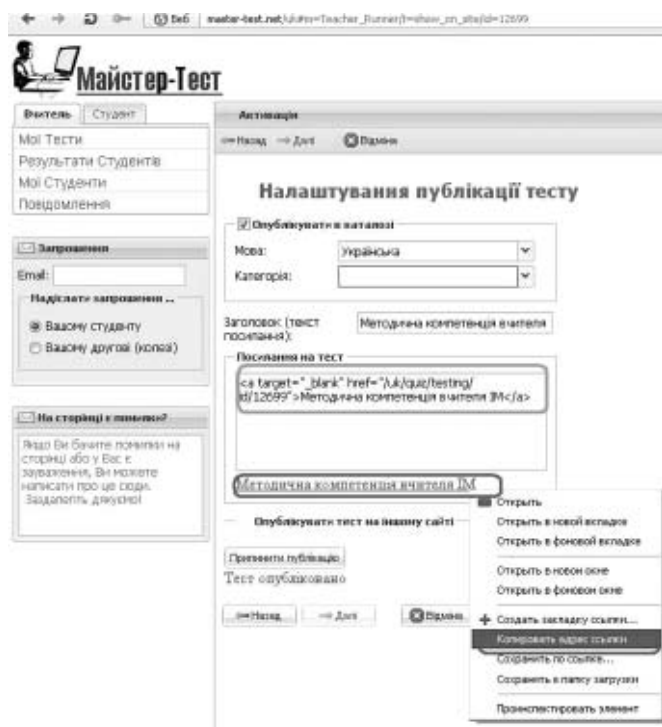 Веб
master-test.net/uk#m=Teacher_Runner/t=show_on_site/id=12699
Майстер-Тест
Вчитель Студент
Мої Тести
Результати Студентів
Мої Студенти
Повідомлення
Запрошення
Email:
Надіслати запрошення ..
Вашому студенту
Вашому другові (колезі)
На сторінці є помилки?
Якщо Ви бачите помилки на
сторінці або у Вас є
зауваження, Ви можете
написати про це сюди.
Заздалегідь дякуємо!
Активація
Назад Далі Відміна
Налаштування публікації тесту
Опублікувати в каталозі
Мова: Українська
Категорія:
Заголовок (текст Методична компетенція вчителя
посилання):
Посилання на тест
<a target="_blank" href="/uk/quiz/testing/
id/12699">Методична компетенція вчителя ІМ</a>
Методична компетенція вчителя ІМ
Опублікувати тест на іншому сайті
Припинити публікацію
Тест опубліковано
Назад Далі Відміна
Открыть
Открыть в новой вкладке
Открыть в фоновой вкладке
Открыть в новом окне
Открыть в фоновом окне
Создать закладку ссылки...
Копировать адрес ссылки
Сохранить по ссылке...
Сохранить в папку загрузки
Проинспектировать элемент